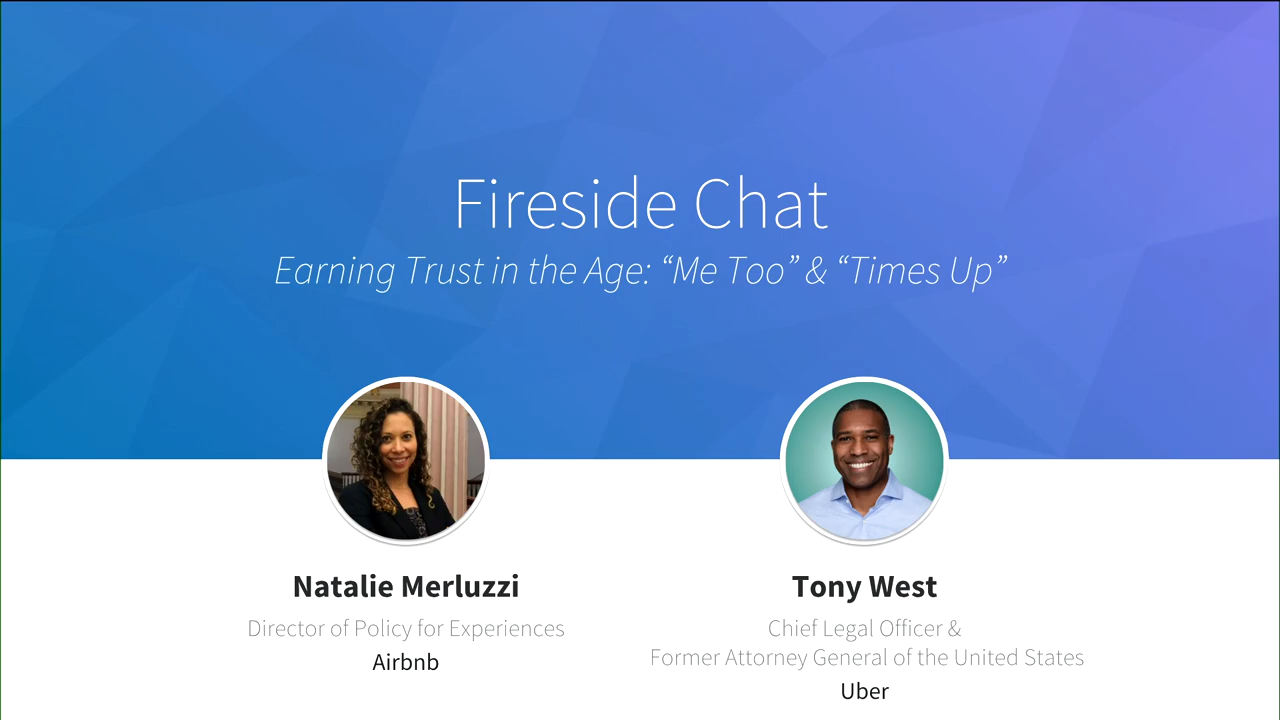 Fireside Chat
Earning Trust in the Age: “Me Too” & “Times Up”
Natalie Merluzzi
Director of Policy for Experiences
Airbnb
Tony West
Chief Legal Officer &
Former Attorney General of the United States
Uber